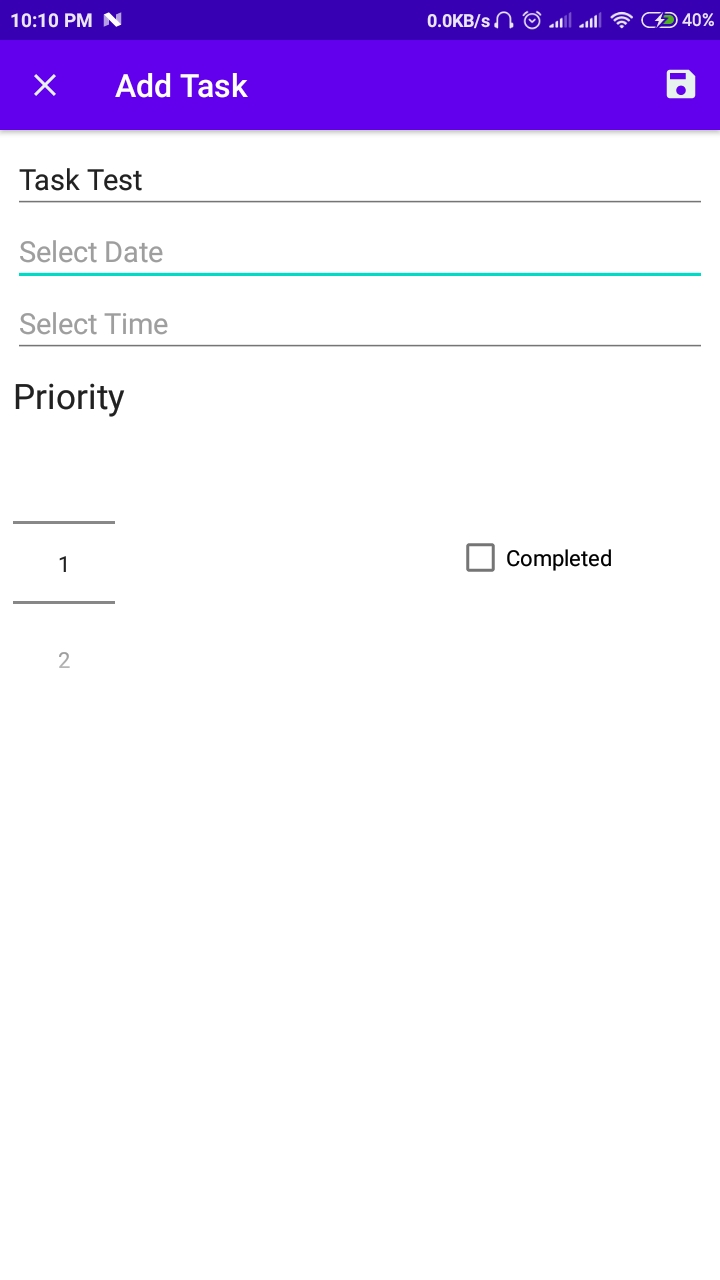 10:10 PM 0.0KB/s 40%
Add Task
Task Test
Select Date
Select Time
Priority
1
Completed
2